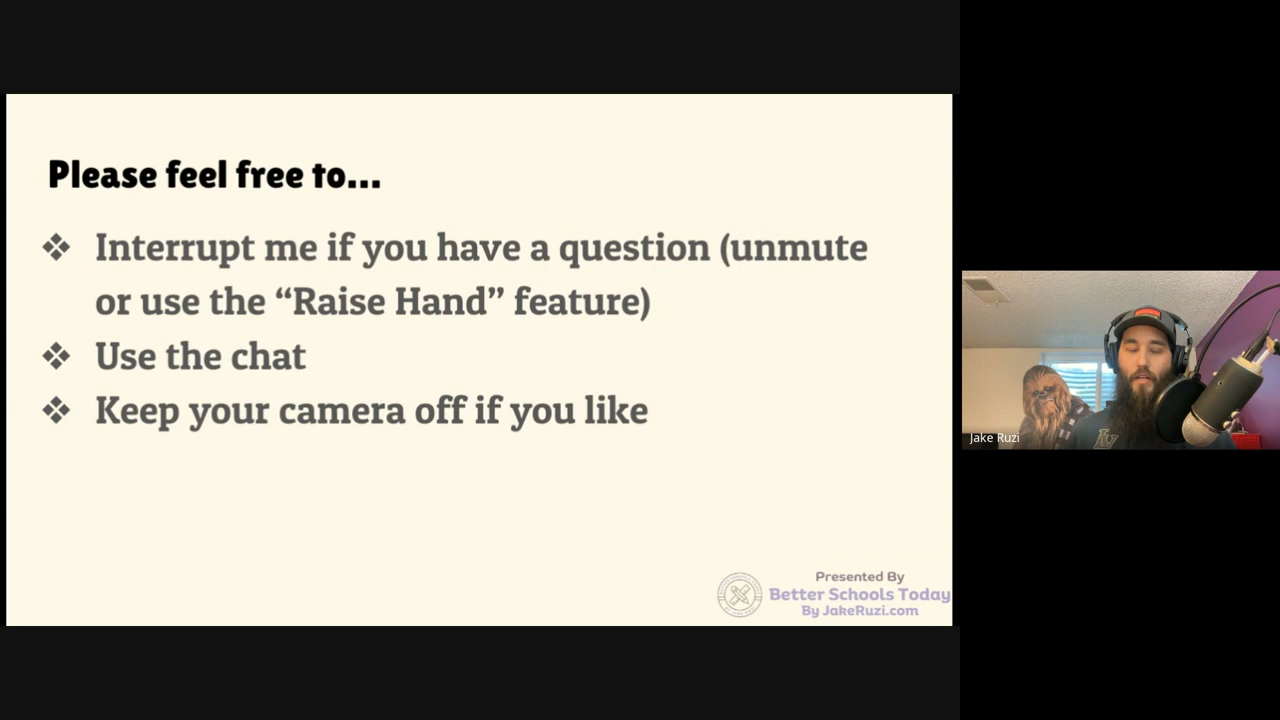 Please feel free to...
❖ Interrupt me if you have a question (unmute
or use the “Raise Hand” feature)
❖ Use the chat
❖ Keep your camera off if you like
Presented By
Better Schools Today
By JakeRuzi.com
Jake Ruzi